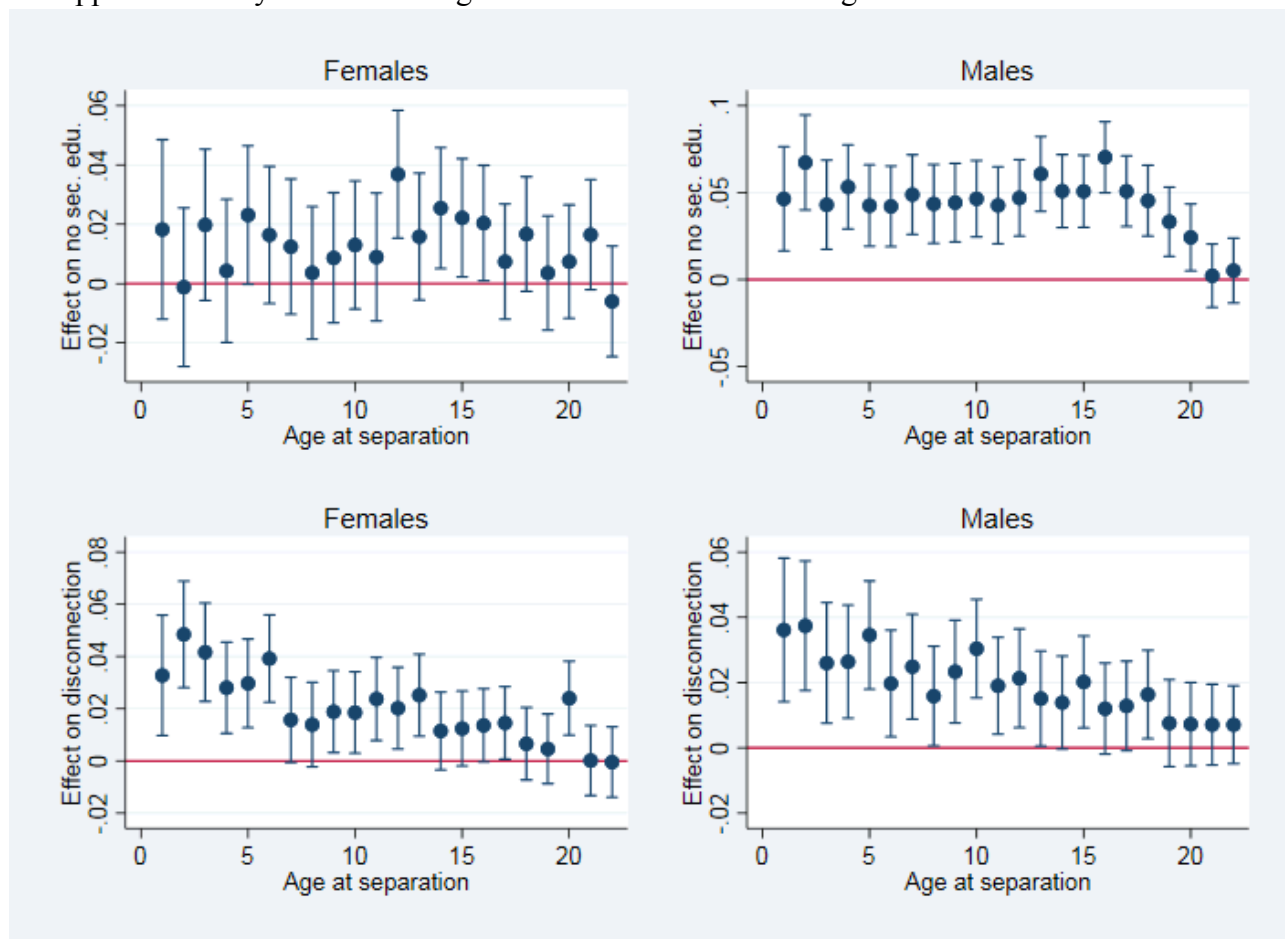 Females
Males
Effect on no sec. edu.
-.02 0 .02 .04 .06
0 5 10 15 20
Age at separation
Effect on no sec. edu.
-.05 0 .05 .1
0 5 10 15 20
Age at separation
Females
Males
Effect on disconnection
-.02 0 .02 .04 .06 .08
0 5 10 15 20
Age at separation
Effect on disconnection
-.02 0 .02 .04 .06
0 5 10 15 20
Age at separation